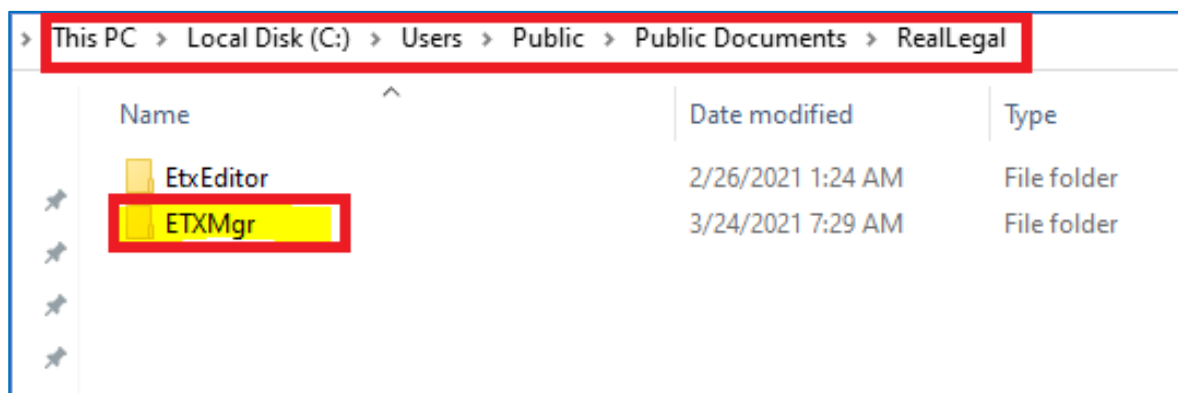 > This PC > Local Disk (C:) > Users > Public > Public Documents > RealLegal
Name Date modified Type
EtxEditor 2/26/2021 1:24 AM File folder
ETXMgr 3/24/2021 7:29 AM File folder